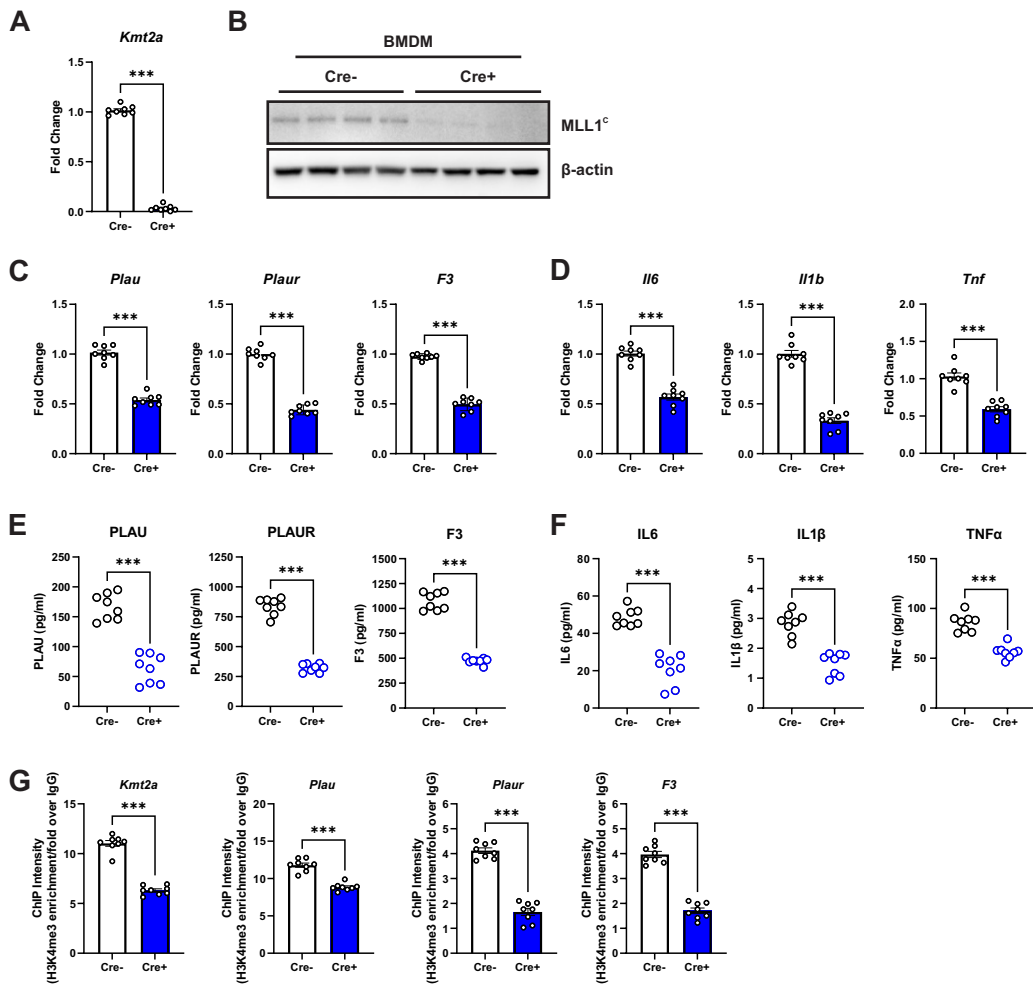 A
Kmt2a
***
Fold Change
1.5
1.0
0.5
0.0
Cre- Cre+
B
BMDM
Cre- Cre+
MLL1ᶜ
β-actin
C
Plau
***
Fold Change
1.5
1.0
0.5
0.0
Cre- Cre+
Plaur
***
Fold Change
1.5
1.0
0.5
0.0
Cre- Cre+
F3
***
Fold Change
1.5
1.0
0.5
0.0
Cre- Cre+
D
Il6
***
Fold Change
1.5
1.0
0.5
0.0
Cre- Cre+
Il1b
***
Fold Change
1.5
1.0
0.5
0.0
Cre- Cre+
Tnf
***
Fold Change
2.0
1.5
1.0
0.5
0.0
Cre- Cre+
E
PLAU
***
PLAU (pg/ml)
250
200
150
100
50
0
Cre- Cre+
PLAUR
***
PLAUR (pg/ml)
1250
1000
750
500
250
0
Cre- Cre+
F3
***
F3 (pg/ml)
1500
1250
1000
750
500
250
0
Cre- Cre+
F
IL6
***
IL6 (pg/ml)
80
60
40
20
0
Cre- Cre+
IL1β
***
IL1β (pg/ml)
5
4
3
2
1
0
Cre- Cre+
TNFα
***
TNFα (pg/ml)
150
100
50
0
Cre- Cre+
G
Kmt2a
***
ChIP Intensity
(H3K4me3 enrichment/fold over IgG)
15
10
5
0
Cre- Cre+
Plau
***
ChIP Intensity
(H3K4me3 enrichment/fold over IgG)
20
15
10
5
0
Cre- Cre+
Plaur
***
ChIP Intensity
(H3K4me3 enrichment/fold over IgG)
6
5
4
3
2
1
0
Cre- Cre+
F3
***
ChIP Intensity
(H3K4me3 enrichment/fold over IgG)
6
5
4
3
2
1
0
Cre- Cre+